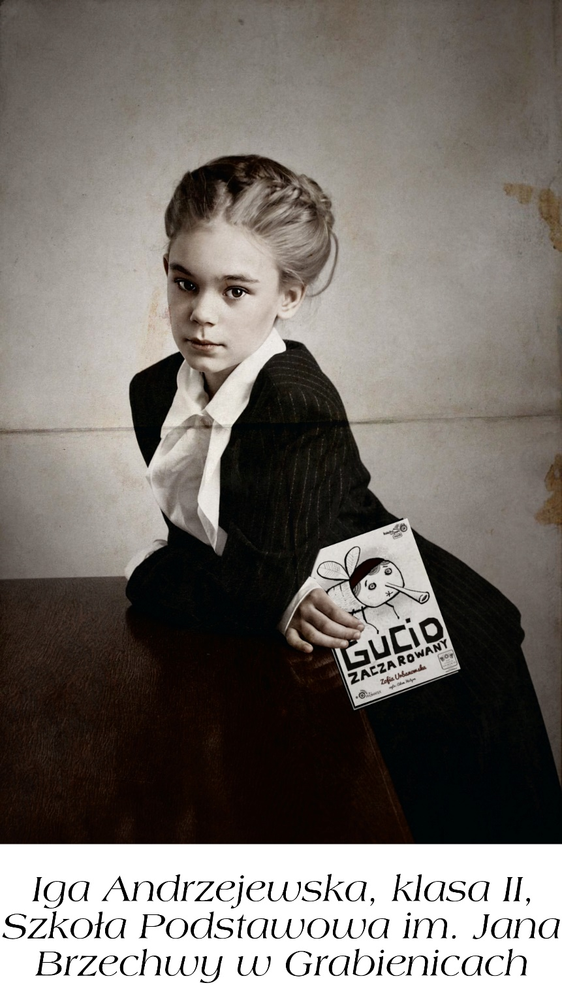 GUCIO
ZACZAROWANY
Zofia Urbanowska
Iga Andrzejewska, klasa II,
Szkoła Podstawowa im. Jana
Brzechwy w Grabienicach